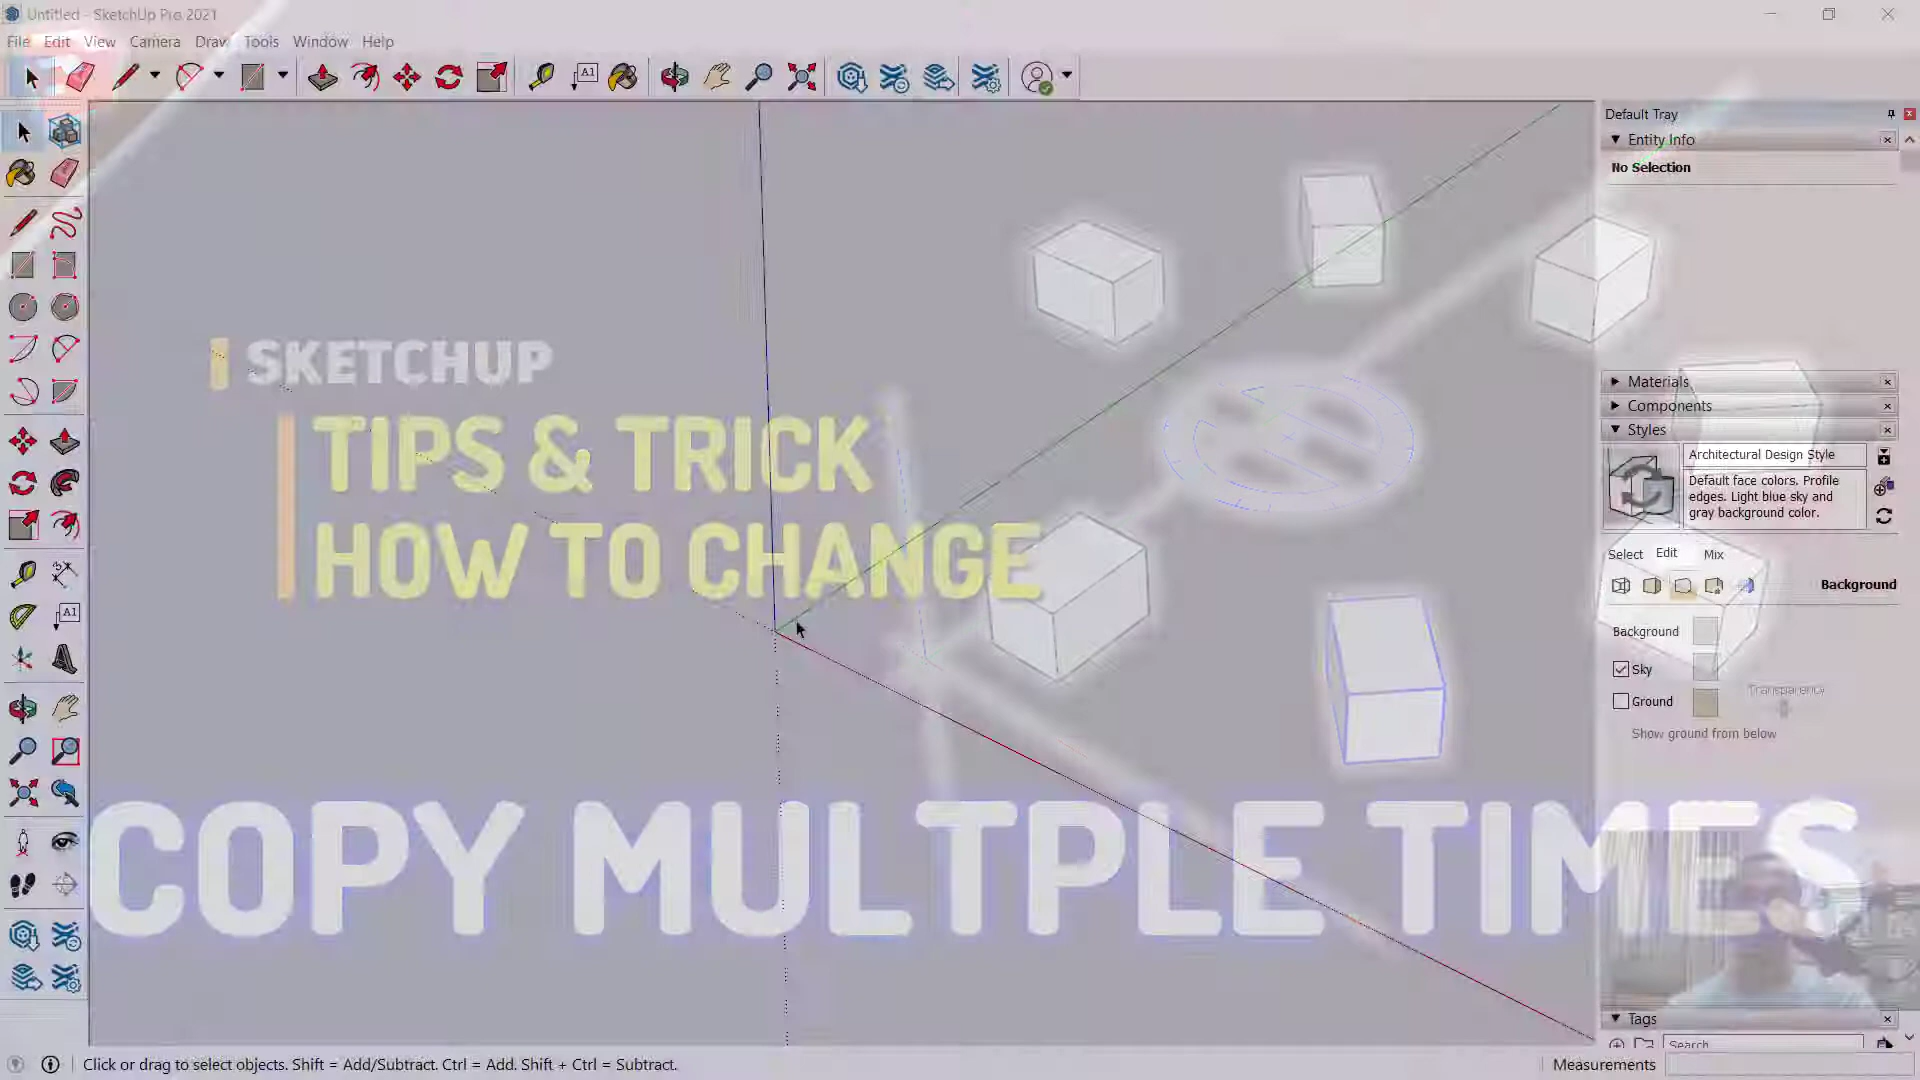 Untitled - SketchUp Pro 2021
File Edit View Camera Draw Tools Window Help
A1
Default Tray
Entity Info
No Selection
SKETCHUP
TIPS & TRICK
HOW TO CHANGE
COPY MULTPLE TIMES
Materials
Components
Styles
Architectural Design Style
Default face colors. Profile
edges. Light blue sky and
gray background color.
Select Edit Mix
Background
A1
Background
Sky
Ground
Transparency
Show ground from below
Tags
Search
Click or drag to select objects. Shift = Add/Subtract. Ctrl = Add. Shift + Ctrl = Subtract.
Measurements